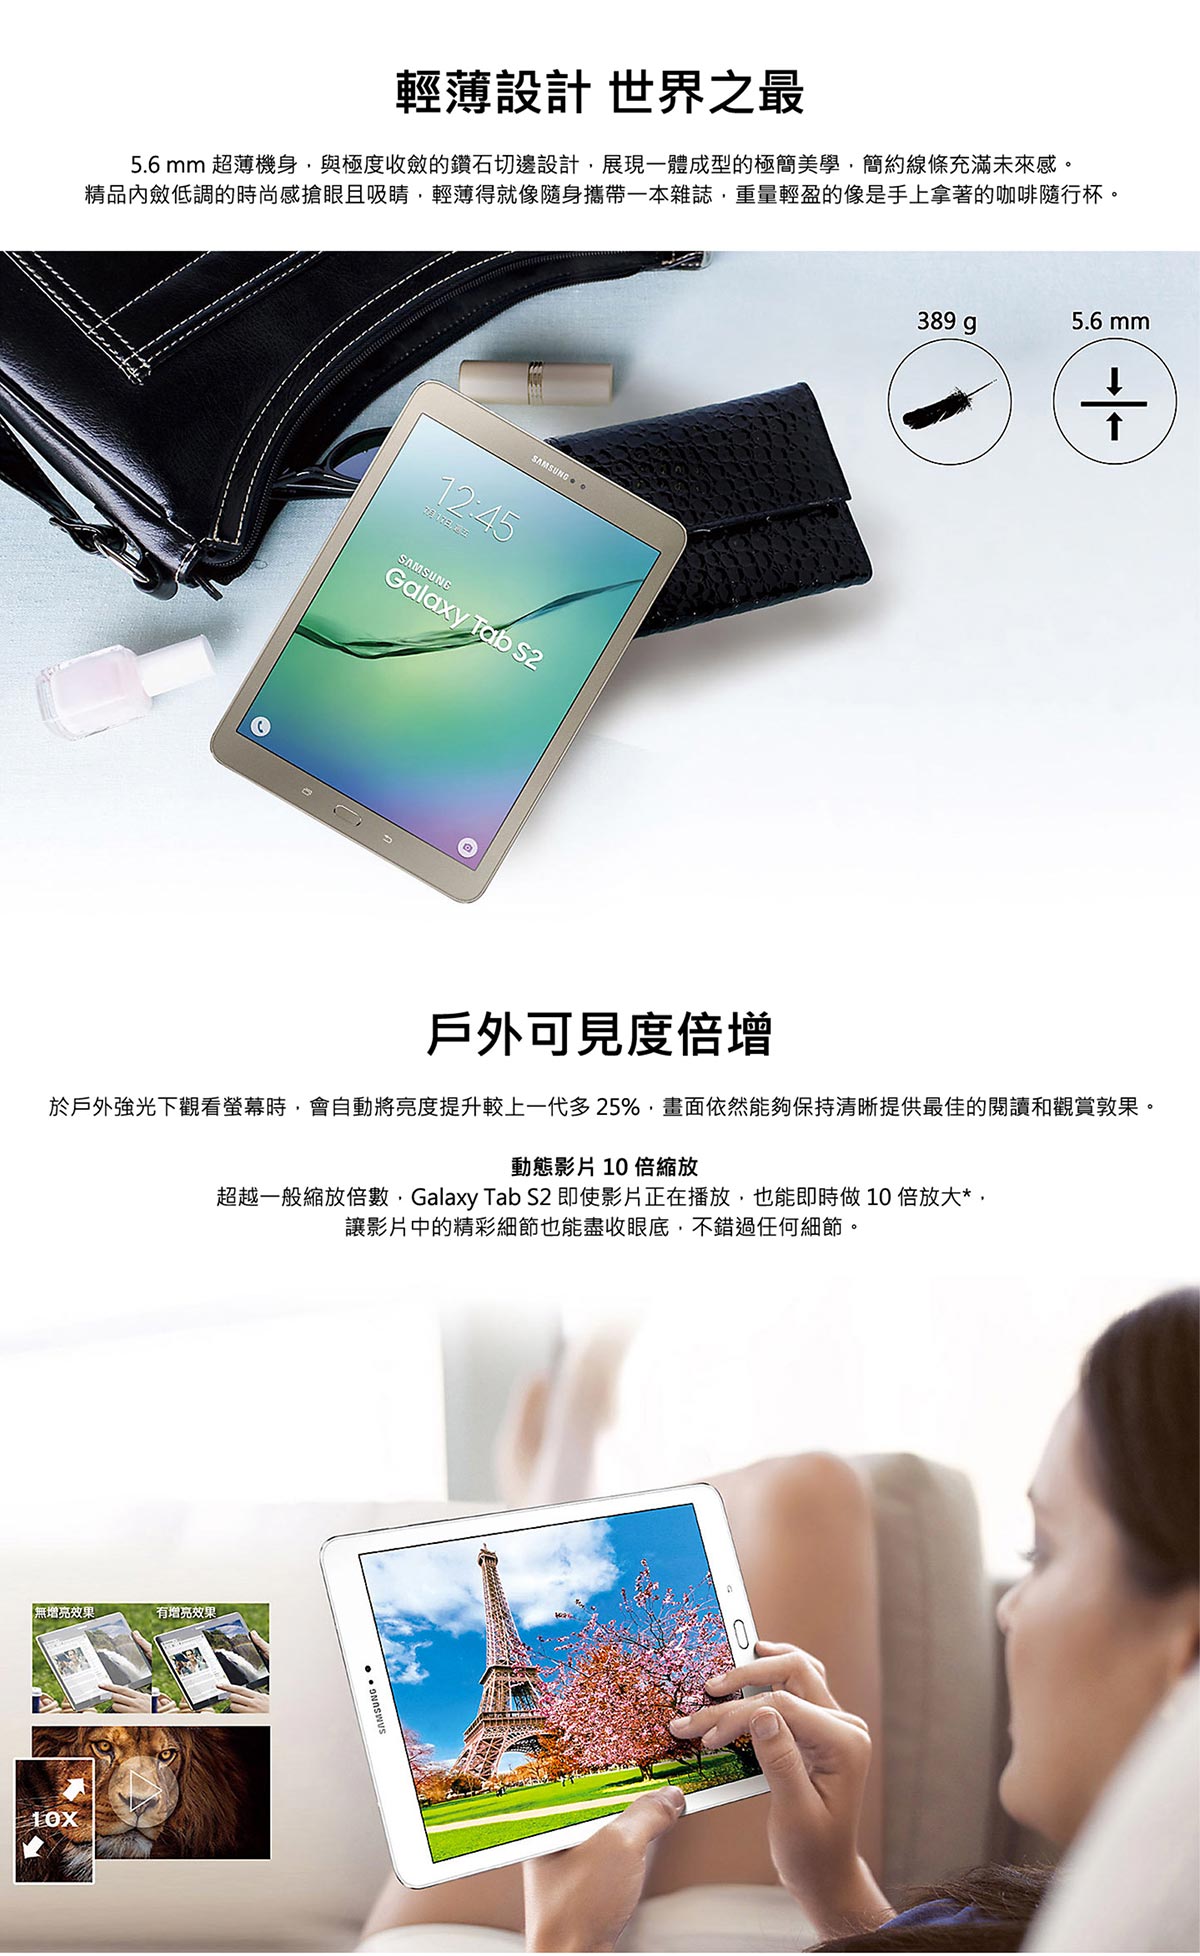 輕薄設計 世界之最
5.6 mm 超薄機身，與極度收斂的鑽石切邊設計，展現一體成型的極簡美學，簡約線條充滿未來感。
精品內斂低調的時尚感搶眼且吸睛，輕薄得就像隨身攜帶一本雜誌，重量輕盈的像是手上拿著的咖啡隨行杯。
389 g
5.6 mm
SAMSUNG
12:45
SAMSUNG
Galaxy Tab S2
戶外可見度倍增
於戶外強光下觀看螢幕時，會自動將亮度提升較上一代多 25%，畫面依然能夠保持清晰提供最佳的閱讀和觀賞效果。
動態影片 10 倍縮放
超越一般縮放倍數，Galaxy Tab S2 即使影片正在播放，也能即時做 10 倍放大*，
讓影片中的精彩細節也能盡收眼底，不錯過任何細節。
無增亮效果
有增亮效果
SAMSUNG
10X